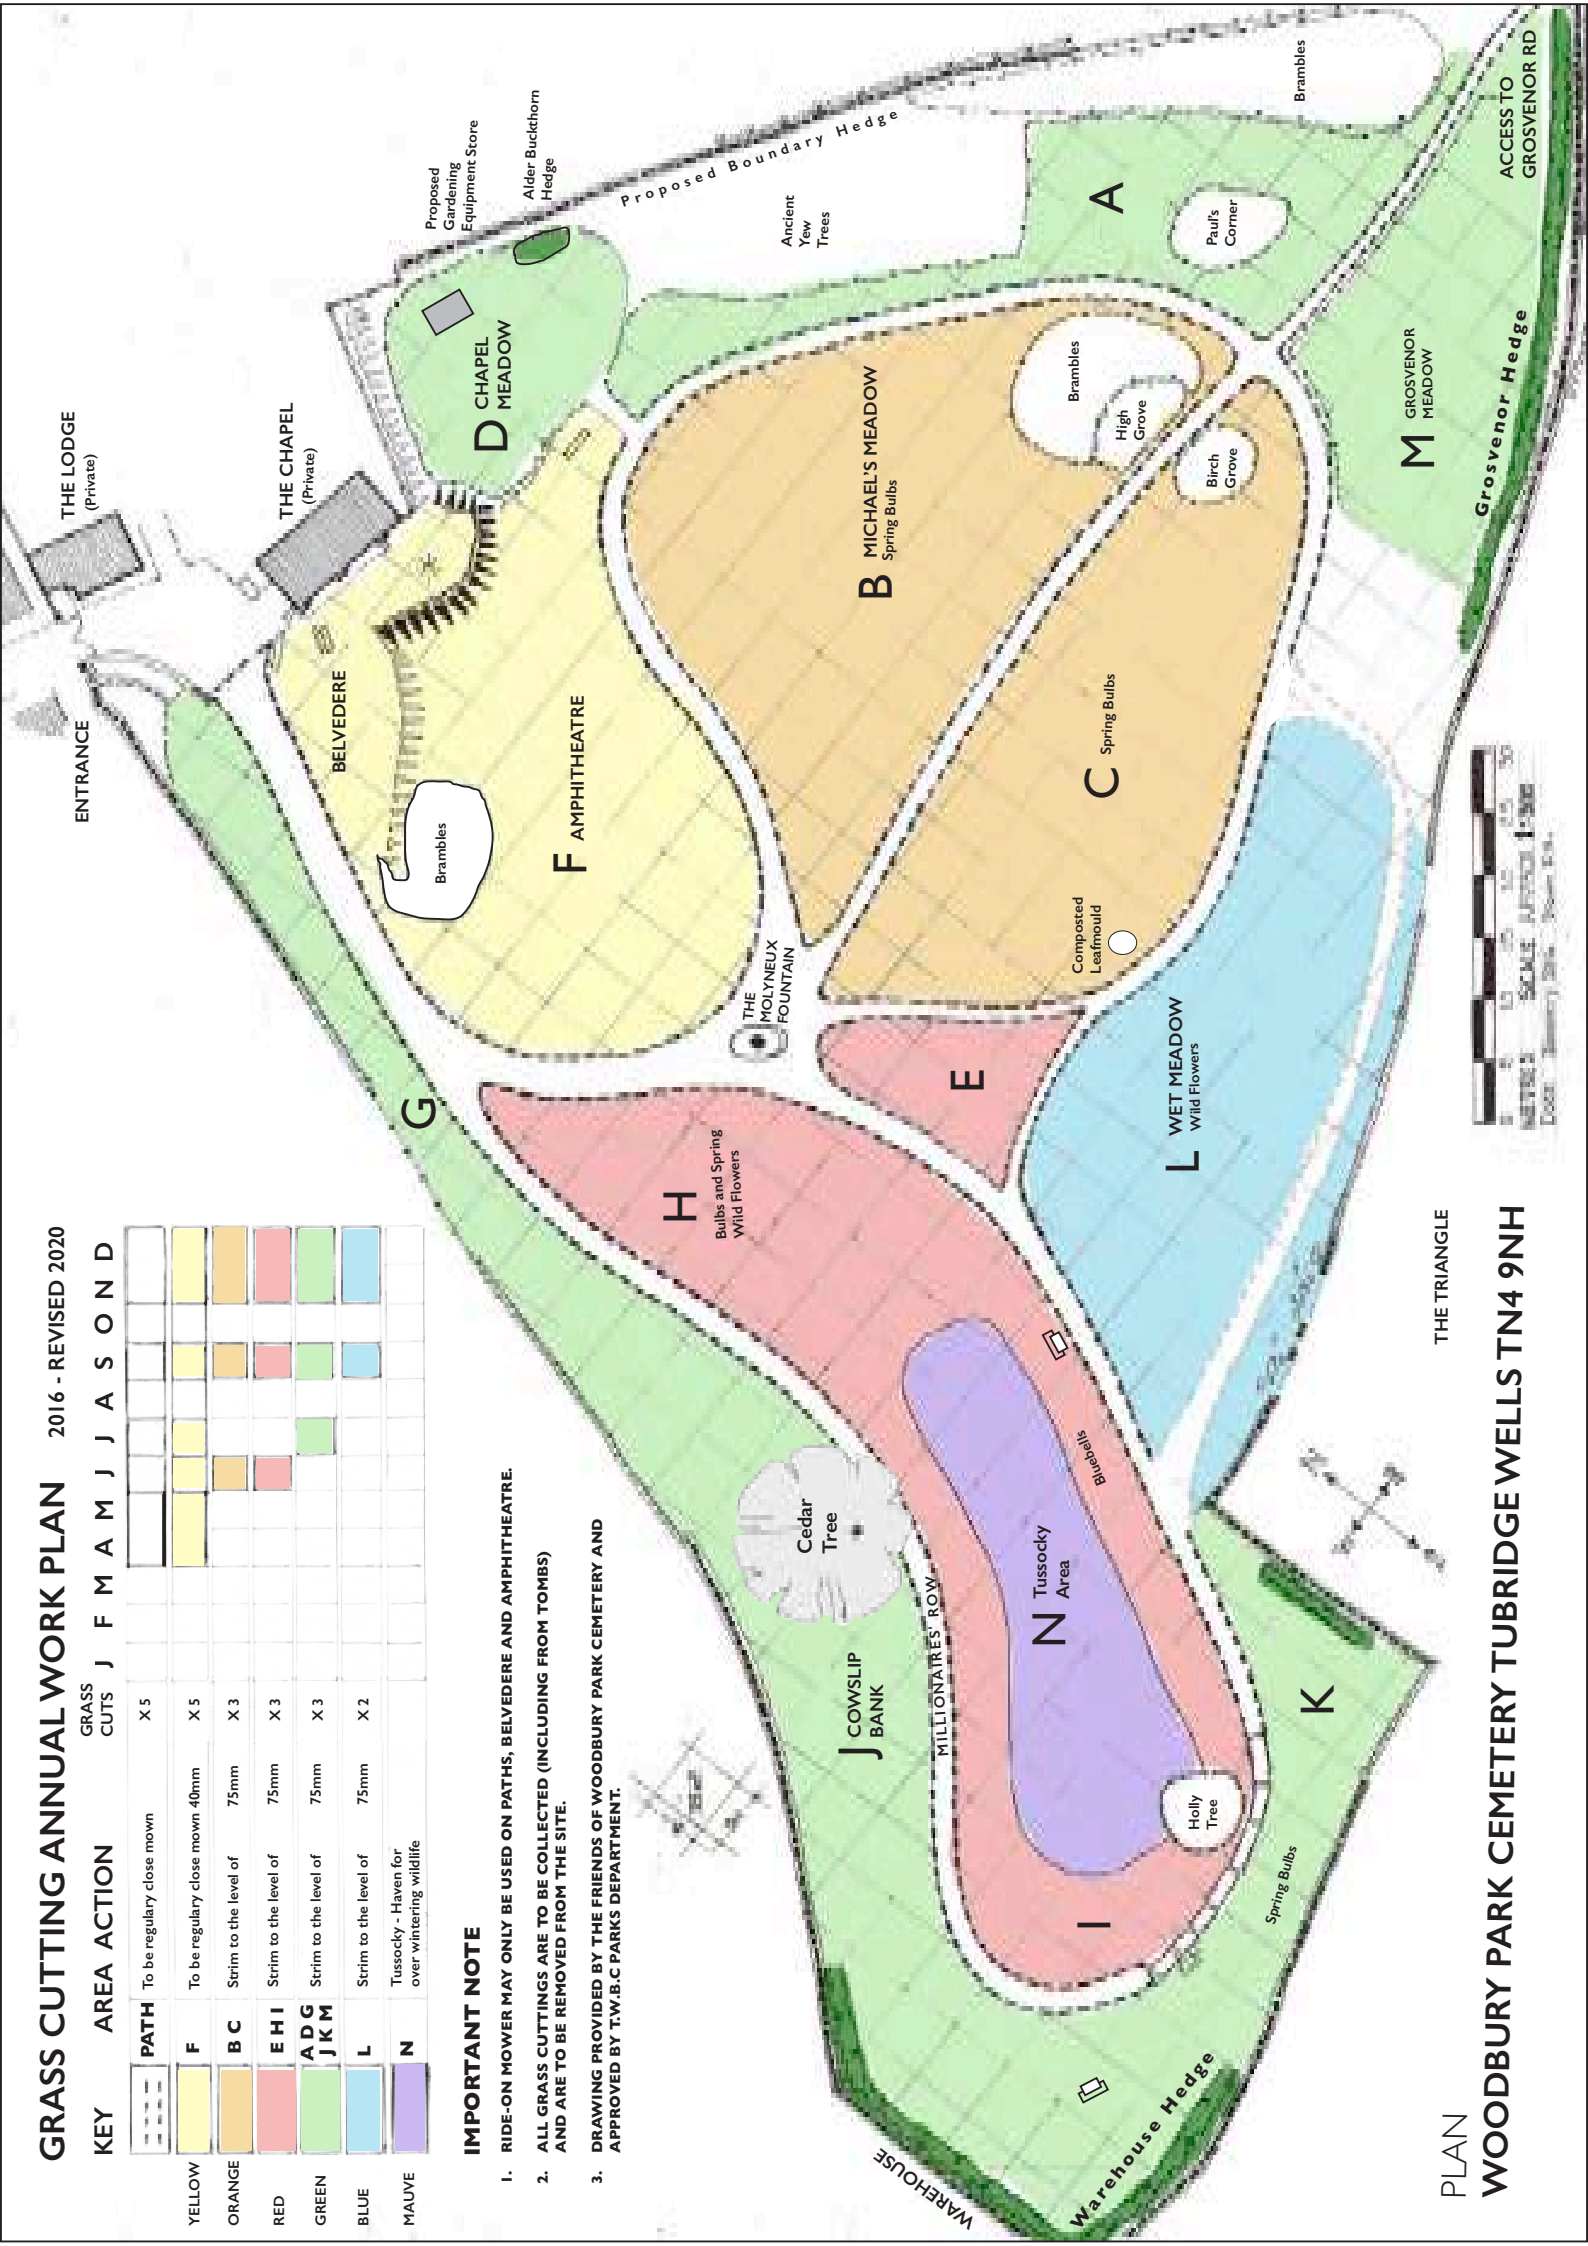 GRASS CUTTING ANNUAL WORK PLAN 2016 - REVISED 2020
KEY AREA ACTION GRASS CUTS J F M A M J J A S O N D
PATH To be regulary close mown X 5
YELLOW F To be regulary close mown 40mm X 5
ORANGE B C Strim to the level of 75mm X 3
RED E H I Strim to the level of 75mm X 3
GREEN A D G
J K M Strim to the level of 75mm X 3
BLUE L Strim to the level of 75mm X 2
MAUVE N Tussocky - Haven for
over wintering wildlife
IMPORTANT NOTE
1. RIDE-ON MOWER MAY ONLY BE USED ON PATHS, BELVEDERE AND AMPHITHEATRE.
2. ALL GRASS CUTTINGS ARE TO BE COLLECTED (INCLUDING FROM TOMBS)
AND ARE TO BE REMOVED FROM THE SITE.
3. DRAWING PROVIDED BY THE FRIENDS OF WOODBURY PARK CEMETERY AND
APPROVED BY T.W.B.C PARKS DEPARTMENT.
ENTRANCE
THE LODGE
(Private)
THE CHAPEL
(Private)
BELVEDERE
Brambles
F AMPHITHEATRE
G
D CHAPEL
MEADOW
Proposed
Gardening
Equipment Store
Alder Buckthorn
Hedge
Proposed Boundary Hedge
Ancient
Yew
Trees
Brambles
A
Paul's
Corner
ACCESS TO
GROSVENOR RD
B MICHAEL'S MEADOW
Spring Bulbs
Brambles
High
Grove
Birch
Grove
M GROSVENOR
MEADOW
Grosvenor Hedge
C Spring Bulbs
Composted
Leafmould
THE
MOLYNEUX
FOUNTAIN
E
H
Bulbs and Spring
Wild Flowers
L WET MEADOW
Wild Flowers
Cedar
Tree
J COWSLIP
BANK
MILLIONAIRES' ROW
N Tussocky
Area
Bluebells
Holly
Tree
I
K
Spring Bulbs
WAREHOUSE
Warehouse Hedge
THE TRIANGLE
METRES SCALE
PLAN
WOODBURY PARK CEMETERY TUBRIDGE WELLS TN4 9NH